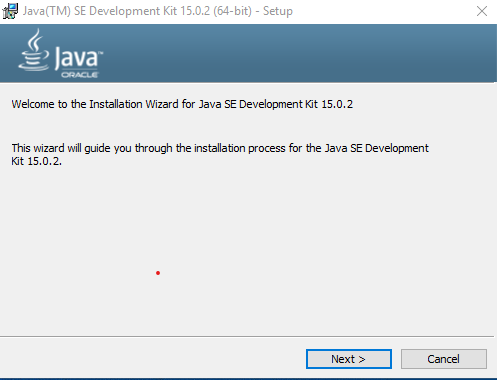 Java(TM) SE Development Kit 15.0.2 (64-bit) - Setup
Java
ORACLE
Welcome to the Installation Wizard for Java SE Development Kit 15.0.2
This wizard will guide you through the installation process for the Java SE Development
Kit 15.0.2.
Next >
Cancel